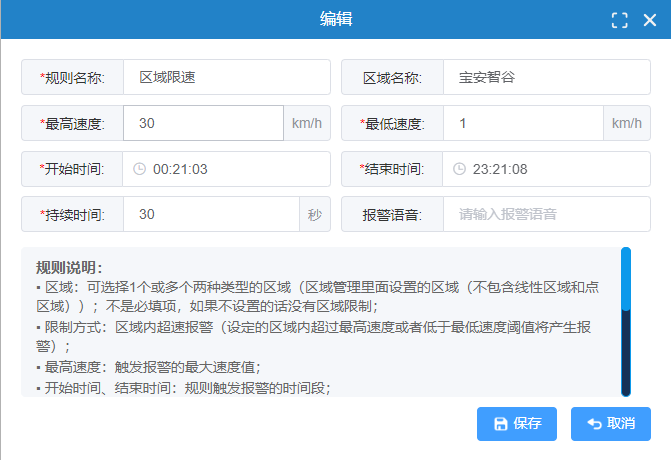 编辑
*规则名称: 区域限速 区域名称: 宝安智谷
*最高速度: 30 km/h *最低速度: 1 km/h
*开始时间: 00:21:03 *结束时间: 23:21:08
*持续时间: 30 秒 报警语音: 请输入报警语音
规则说明：
▪ 区域：可选择1个或多个两种类型的区域（区域管理里面设置的区域（不包含线性区域和点
区域））；不是必填项，如果不设置的话没有区域限制；
▪ 限制方式：区域内超速报警（设定的区域内超过最高速度或者低于最低速度阈值将产生报
警）；
▪ 最高速度：触发报警的最大速度值；
▪ 开始时间、结束时间：规则触发报警的时间段；
保存 取消